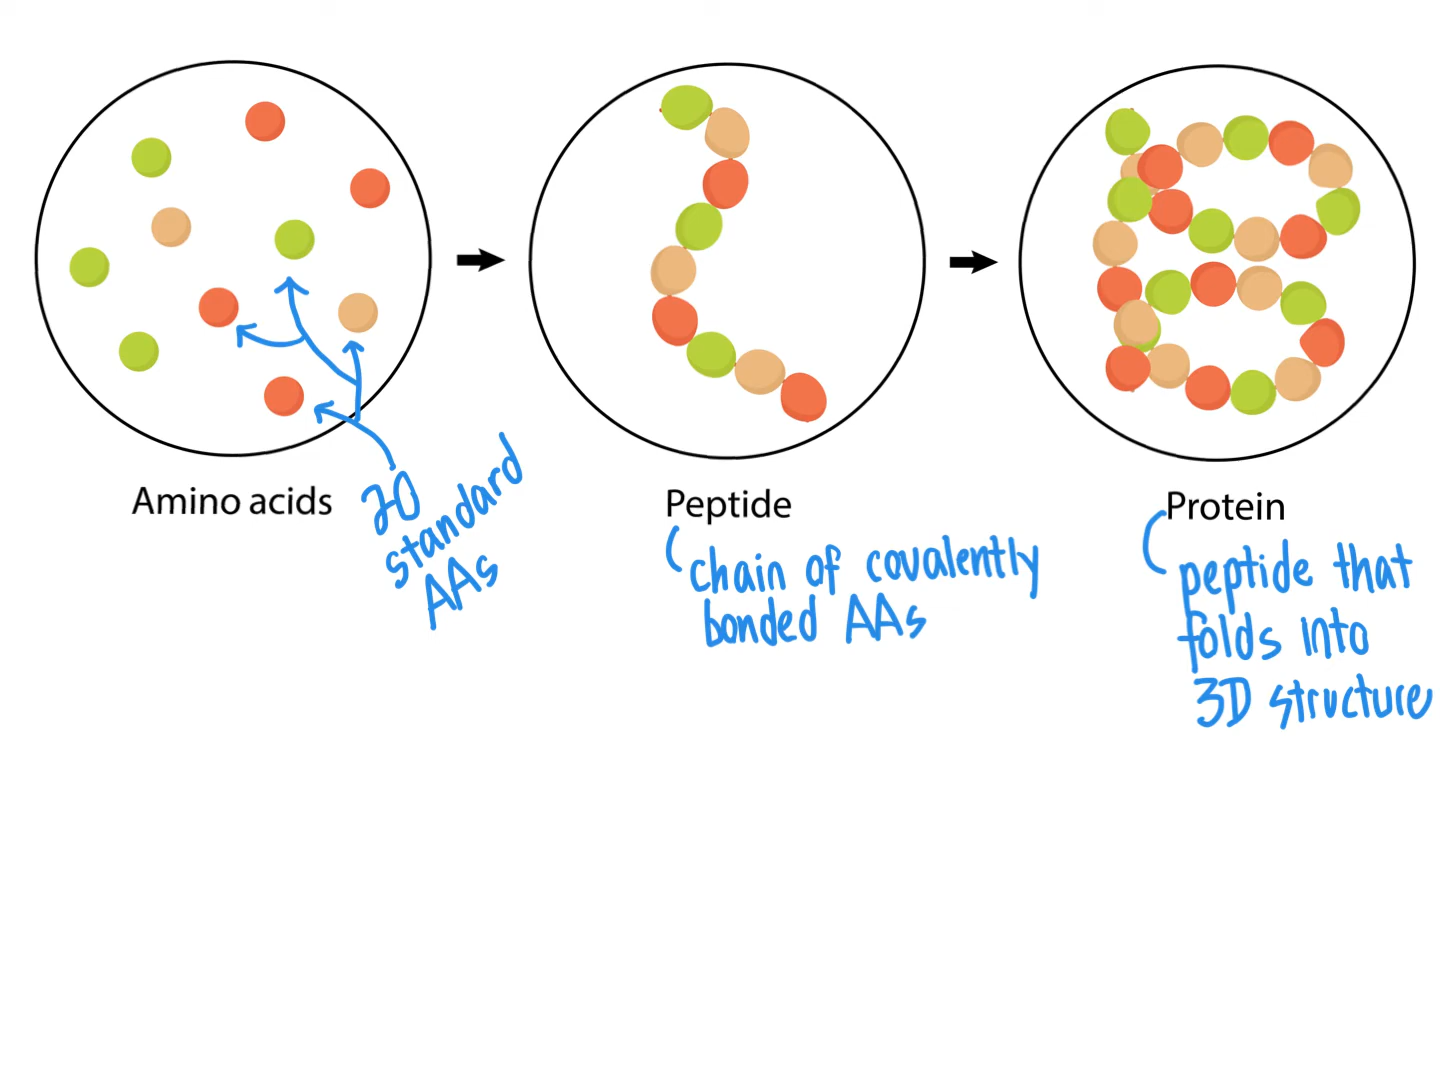 Amino acids
20
standard
AAs
Peptide
chain of covalently
bonded AAs
Protein
peptide that
folds into
3D structure